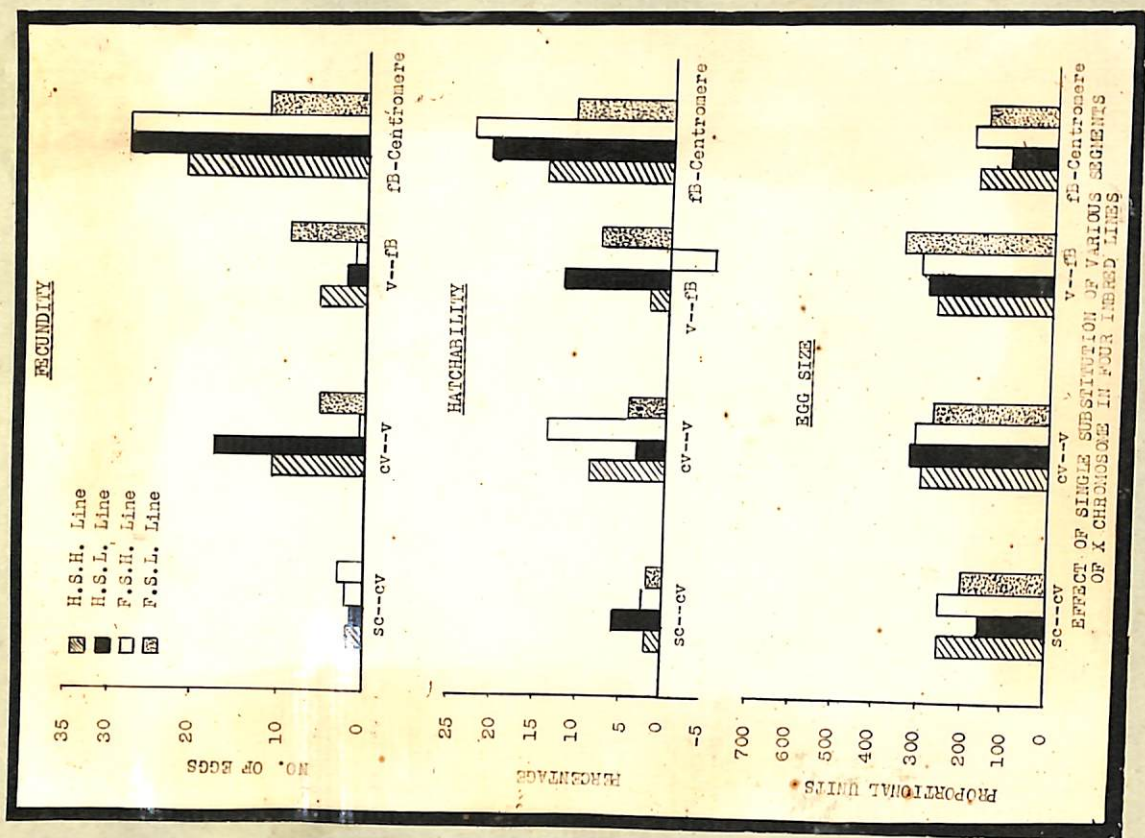 FECUNDITY
H.S.H. Line
H.S.L. Line
F.S.H. Line
F.S.L. Line
35
30
20
10
0
NO. OF EGGS
sc--cv
cv--v
v--fB
fB-Centromere
HATCHABILITY
25
20
15
10
5
0
-5
PERCENTAGE
sc--cv
cv--v
v--fB
fB-Centromere
EGG SIZE
700
600
500
400
300
200
100
0
PROPORTIONAL UNITS
sc--cv
cv--v
v--fB
fB-Centromere
EFFECT OF SINGLE SUBSTITUTION OF VARIOUS SEGMENTS
OF X CHROMOSOME IN FOUR INBRED LINES